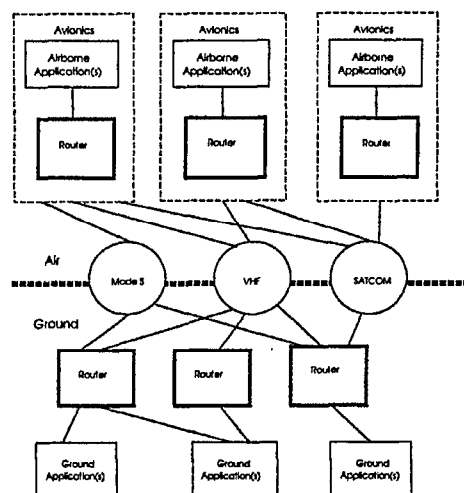 Avionics
Airborne
Application(s)
Router
Avionics
Airborne
Application(s)
Router
Avionics
Airborne
Application(s)
Router
Air
Mode S
VHF
SATCOM
Ground
Router
Router
Router
Ground
Application(s)
Ground
Application(s)
Ground
Application(s)